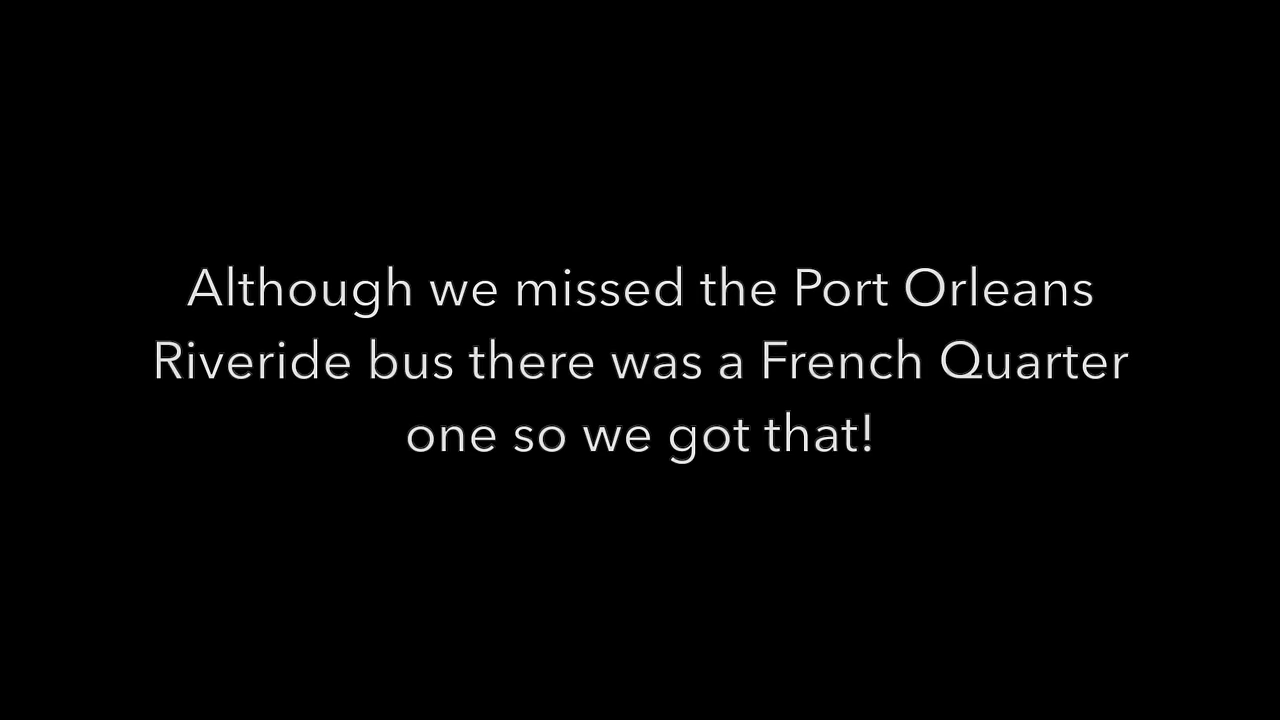 Although we missed the Port Orleans
Riveride bus there was a French Quarter
one so we got that!